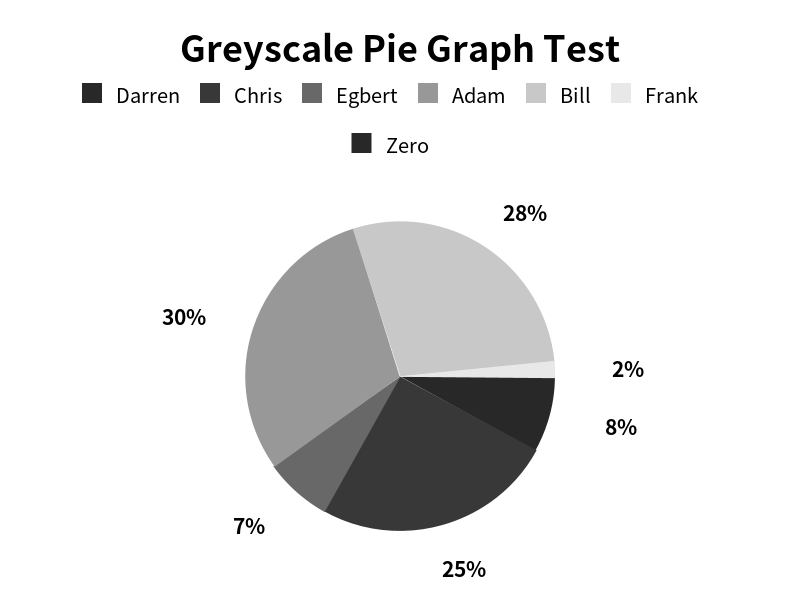 Greyscale Pie Graph Test
Darren Chris Egbert Adam Bill Frank
Zero
28%
30%
2%
8%
7%
25%